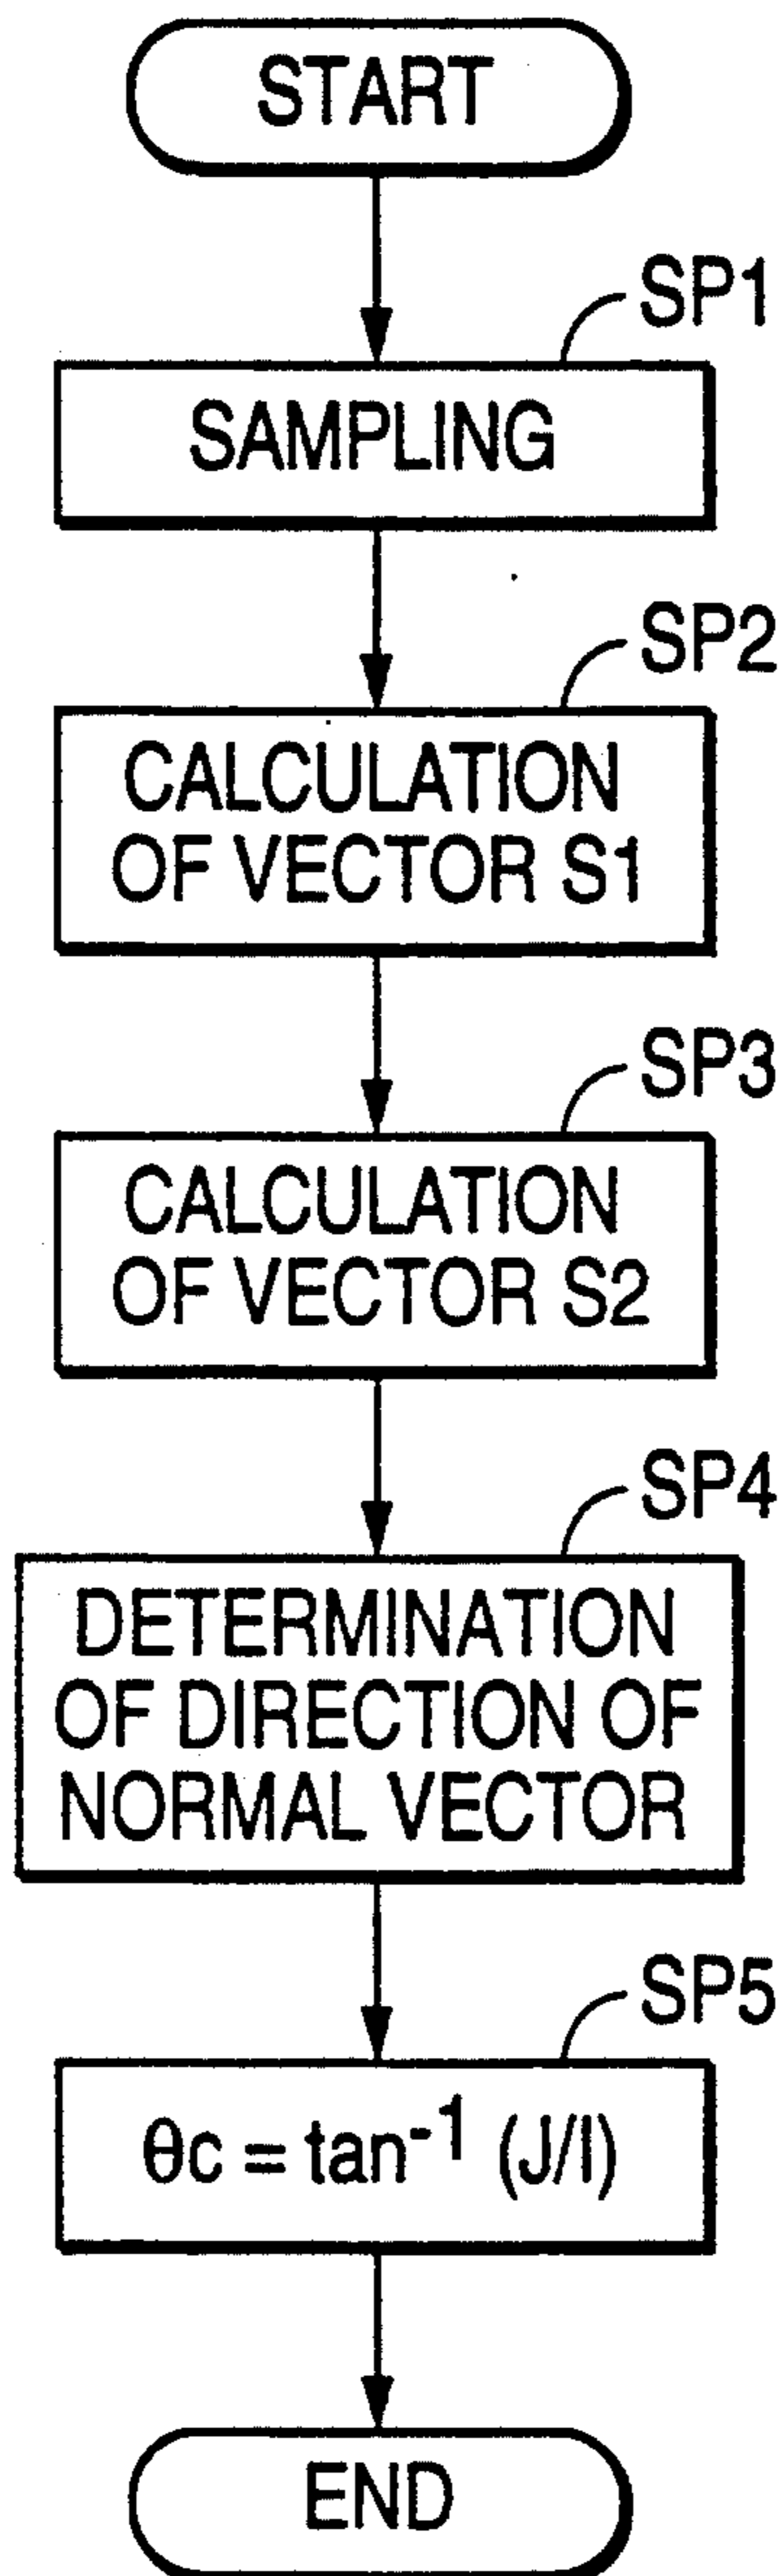 START
SP1
SAMPLING
SP2
CALCULATION
OF VECTOR S1
SP3
CALCULATION
OF VECTOR S2
SP4
DETERMINATION
OF DIRECTION OF
NORMAL VECTOR
SP5
θc = tan⁻¹ (J/I)
END